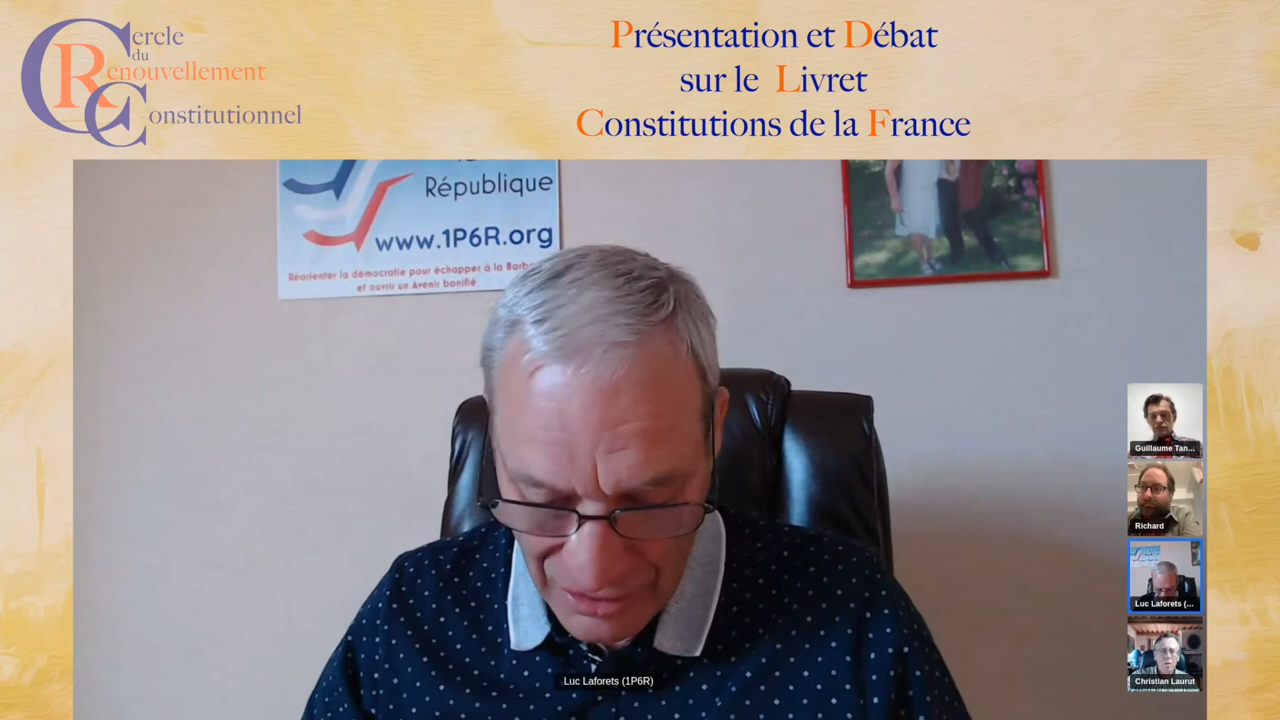 Cercle
du
Renouvellement
Constitutionnel
Présentation et Débat
sur le Livret
Constitutions de la France
République
www.1P6R.org
Réorienter la démocratie pour échapper à la
et ouvrir un Avenir bonifié
Guillaume Tan...
Richard
Luc Laforets (...
Christian Laurut
Luc Laforets (1P6R)